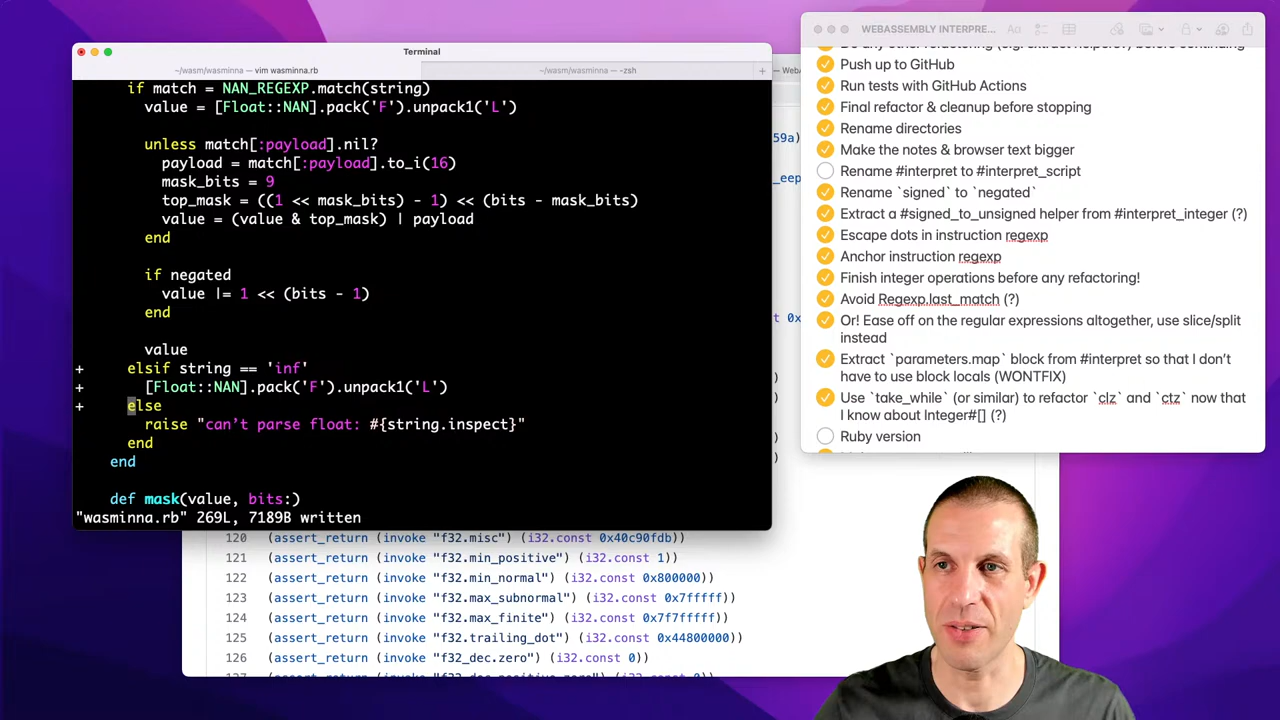 Terminal
~/wasm/wasminna — vim wasminna.rb
~/wasm/wasminna — -zsh
+
if match = NAN_REGEXP.match(string)
value = [Float::NAN].pack('F').unpack1('L')
unless match[:payload].nil?
payload = match[:payload].to_i(16)
mask_bits = 9
top_mask = ((1 << mask_bits) - 1) << (bits - mask_bits)
value = (value & top_mask) | payload
end
if negated
value |= 1 << (bits - 1)
end
value
+ elsif string == 'inf'
+ [Float::NAN].pack('F').unpack1('L')
+ else
raise "can’t parse float: #{string.inspect}"
end
end
def mask(value, bits:)
"wasminna.rb" 269L, 7189B written
WEBASSEMBLY INTERPRE...
Push up to GitHub
Run tests with GitHub Actions
Final refactor & cleanup before stopping
Rename directories
Make the notes & browser text bigger
Rename #interpret to #interpret_script
Rename `signed` to `negated`
Extract a #signed_to_unsigned helper from #interpret_integer (?)
Escape dots in instruction regexp
Anchor instruction regexp
Finish integer operations before any refactoring!
Avoid Regexp.last_match (?)
Or! Ease off on the regular expressions altogether, use slice/split
instead
Extract `parameters.map` block from #interpret so that I don’t
have to use block locals (WONTFIX)
Use `take_while` (or similar) to refactor `clz` and `ctz` now that
I know about Integer#[] (?)
Ruby version
59a)
_eep
const 0x
120 (assert_return (invoke "f32.misc") (i32.const 0x40c90fdb))
121 (assert_return (invoke "f32.min_positive") (i32.const 1))
122 (assert_return (invoke "f32.min_normal") (i32.const 0x800000))
123 (assert_return (invoke "f32.max_subnormal") (i32.const 0x7fffff))
124 (assert_return (invoke "f32.max_finite") (i32.const 0x7f7fffff))
125 (assert_return (invoke "f32.trailing_dot") (i32.const 0x44800000))
126 (assert_return (invoke "f32_dec.zero") (i32.const 0))